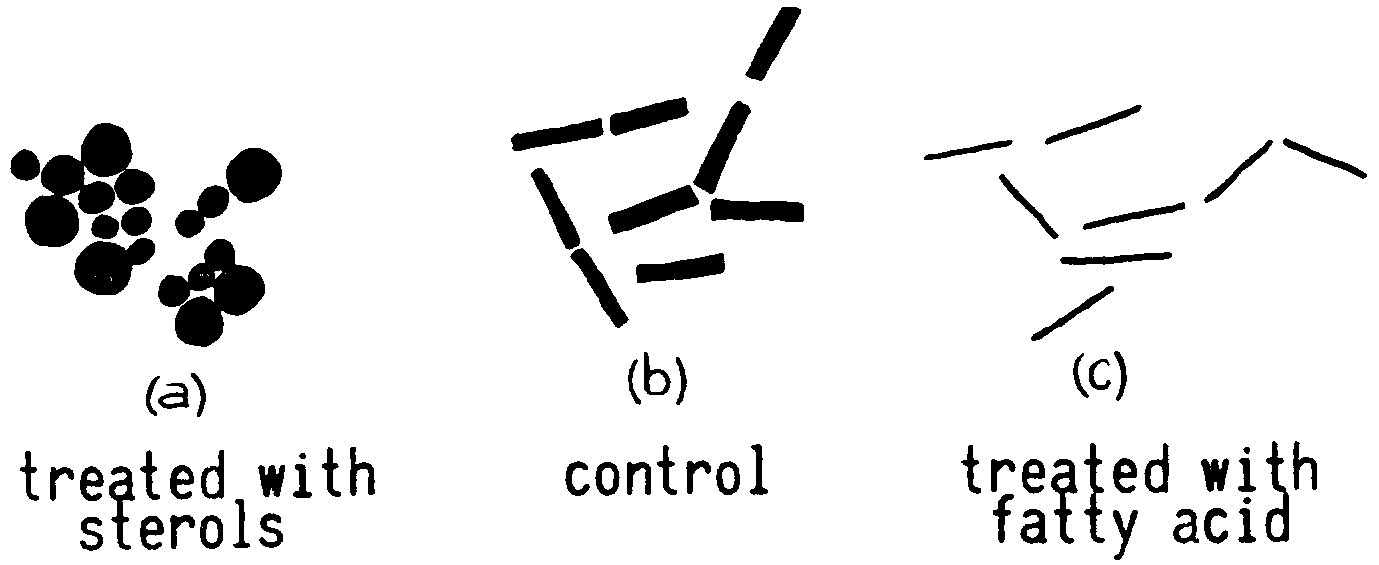 (a)
(b)
(c)
treated with
sterols
control
treated with
fatty acid